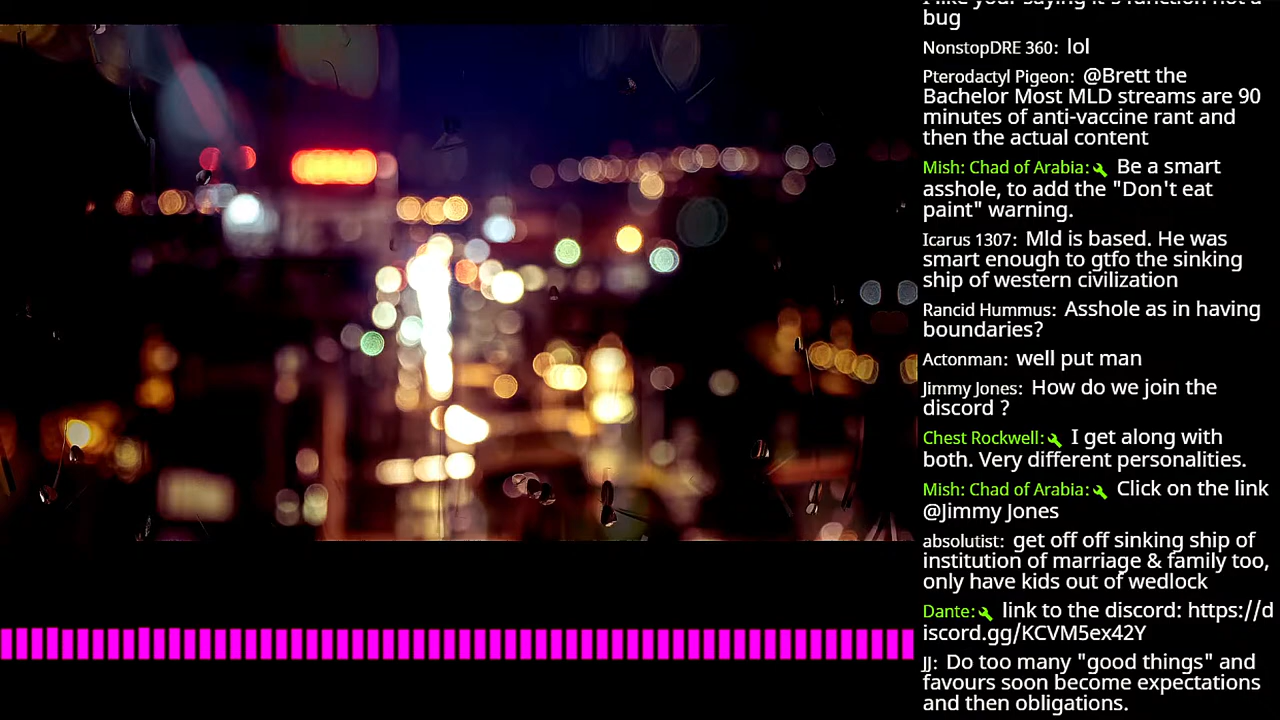 I like your saying it's function not a
bug
NonstopDRE 360: lol
Pterodactyl Pigeon: @Brett the
Bachelor Most MLD streams are 90
minutes of anti-vaccine rant and
then the actual content
Mish: Chad of Arabia: Be a smart
asshole, to add the "Don't eat
paint" warning.
Icarus 1307: Mld is based. He was
smart enough to gtfo the sinking
ship of western civilization
Rancid Hummus: Asshole as in having
boundaries?
Actonman: well put man
Jimmy Jones: How do we join the
discord ?
Chest Rockwell: I get along with
both. Very different personalities.
Mish: Chad of Arabia: Click on the link
@Jimmy Jones
absolutist: get off off sinking ship of
institution of marriage & family too,
only have kids out of wedlock
Dante: link to the discord: https://d
iscord.gg/KCVM5ex42Y
JJ: Do too many "good things" and
favours soon become expectations
and then obligations.